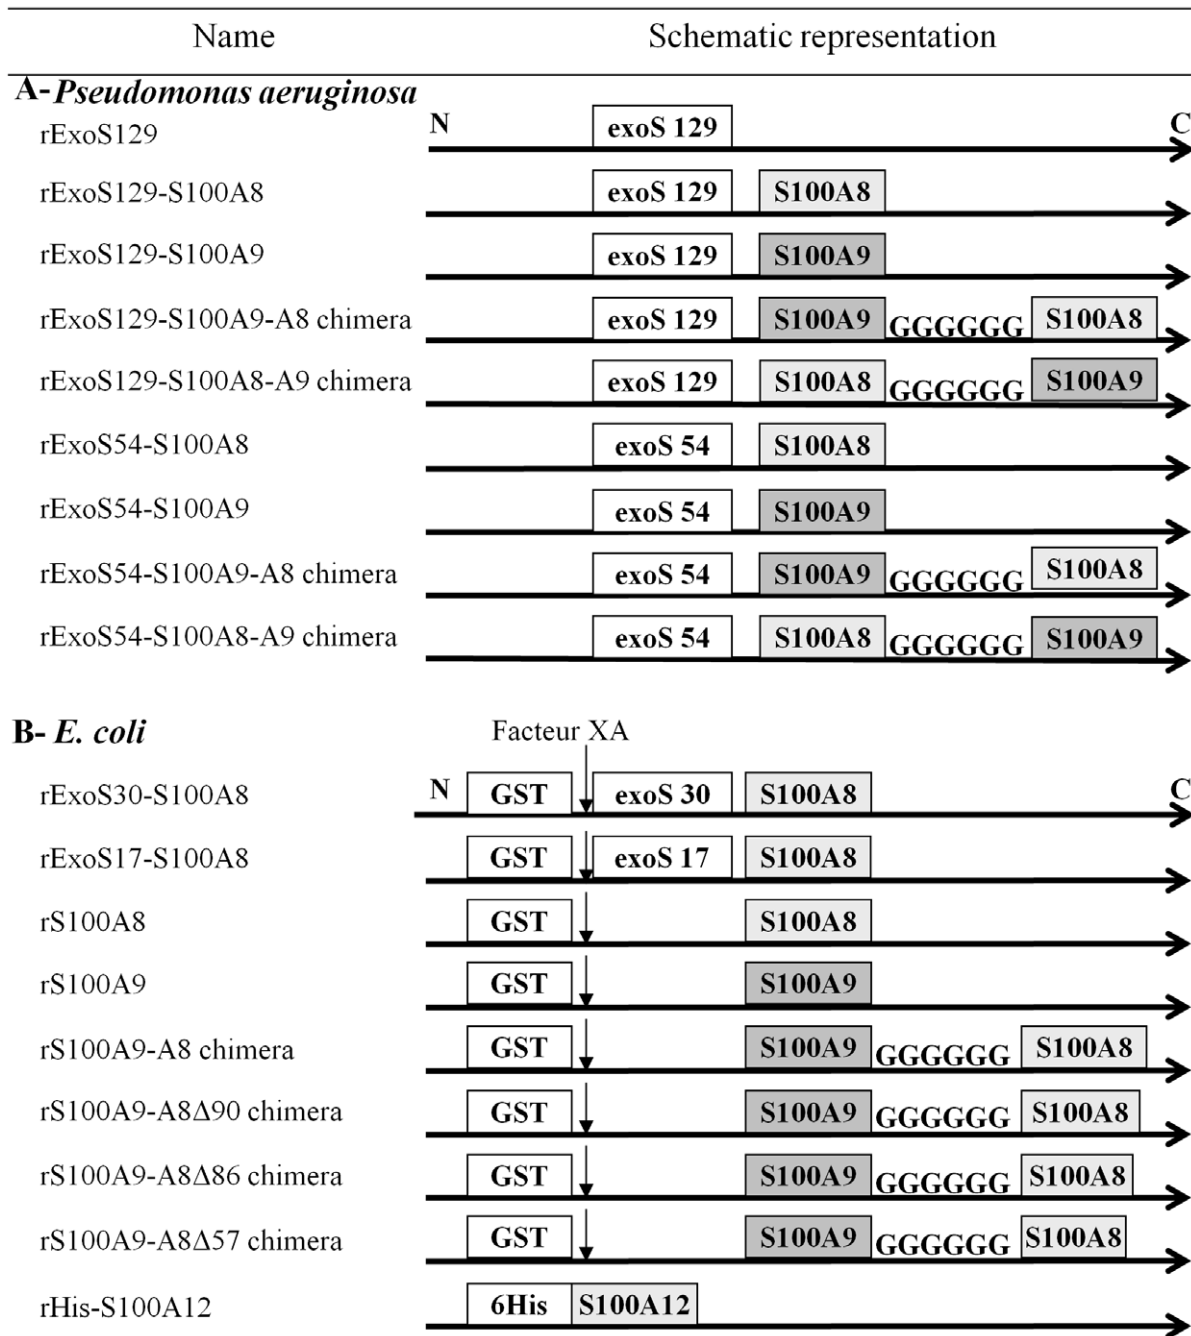 Name Schematic representation
A- Pseudomonas aeruginosa
N C
rExoS129 exoS 129
rExoS129-S100A8 exoS 129 S100A8
rExoS129-S100A9 exoS 129 S100A9
rExoS129-S100A9-A8 chimera exoS 129 S100A9 GGGGGG S100A8
rExoS129-S100A8-A9 chimera exoS 129 S100A8 GGGGGG S100A9
rExoS54-S100A8 exoS 54 S100A8
rExoS54-S100A9 exoS 54 S100A9
rExoS54-S100A9-A8 chimera exoS 54 S100A9 GGGGGG S100A8
rExoS54-S100A8-A9 chimera exoS 54 S100A8 GGGGGG S100A9
B- E. coli Facteur XA
rExoS30-S100A8 N GST exoS 30 S100A8 C
rExoS17-S100A8 GST exoS 17 S100A8
rS100A8 GST S100A8
rS100A9 GST S100A9
rS100A9-A8 chimera GST S100A9 GGGGGG S100A8
rS100A9-A8Δ90 chimera GST S100A9 GGGGGG S100A8
rS100A9-A8Δ86 chimera GST S100A9 GGGGGG S100A8
rS100A9-A8Δ57 chimera GST S100A9 GGGGGG S100A8
rHis-S100A12 6His S100A12